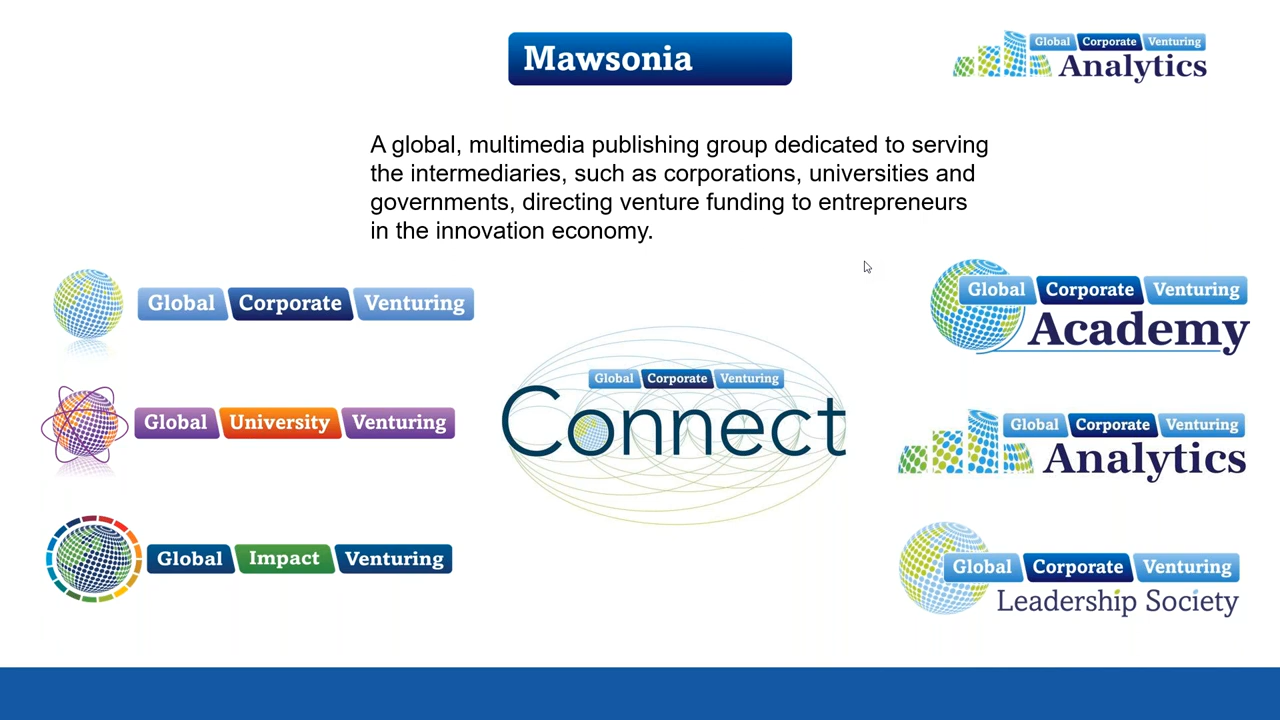 Mawsonia
Global Corporate Venturing
Analytics
A global, multimedia publishing group dedicated to serving
the intermediaries, such as corporations, universities and
governments, directing venture funding to entrepreneurs
in the innovation economy.
Global Corporate Venturing
Global University Venturing
Global Impact Venturing
Global Corporate Venturing
Connect
Global Corporate Venturing
Academy
Global Corporate Venturing
Analytics
Global Corporate Venturing
Leadership Society